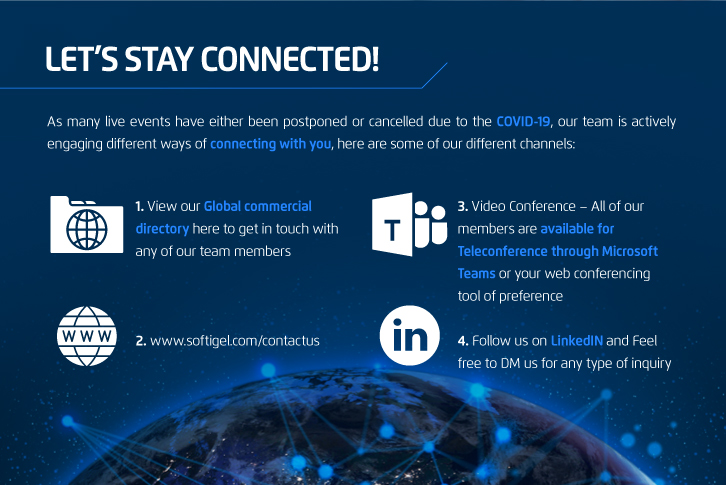 LET'S STAY CONNECTED!
As many live events have either been postponed or cancelled due to the COVID-19, our team is actively
engaging different ways of connecting with you, here are some of our different channels:
1. View our Global commercial
directory here to get in touch with
any of our team members
WWW
2. www.softigel.com/contactus
T
3. Video Conference – All of our
members are available for
Teleconference through Microsoft
Teams or your web conferencing
tool of preference
in
4. Follow us on LinkedIN and Feel
free to DM us for any type of inquiry